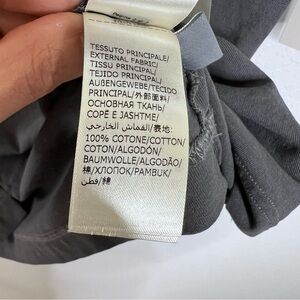 TESSUTO PRINCIPALE/
EXTERNAL FABRIC/
TISSU PRINCIPAL/
TEJIDO PRINCIPAL/
AUßENGEWEBE/TECIDO
PRINCIPAL/外部面料/
ОСНОВНАЯ ТКАНЬ/
COPË E JASHTME/
القماش الخارجي/表地:
100% COTONE/COTTON/
COTON/ALGODÓN/
BAUMWOLLE/ALGODÃO/
棉/ХЛОПОК/PAMBUK/
قطن/綿